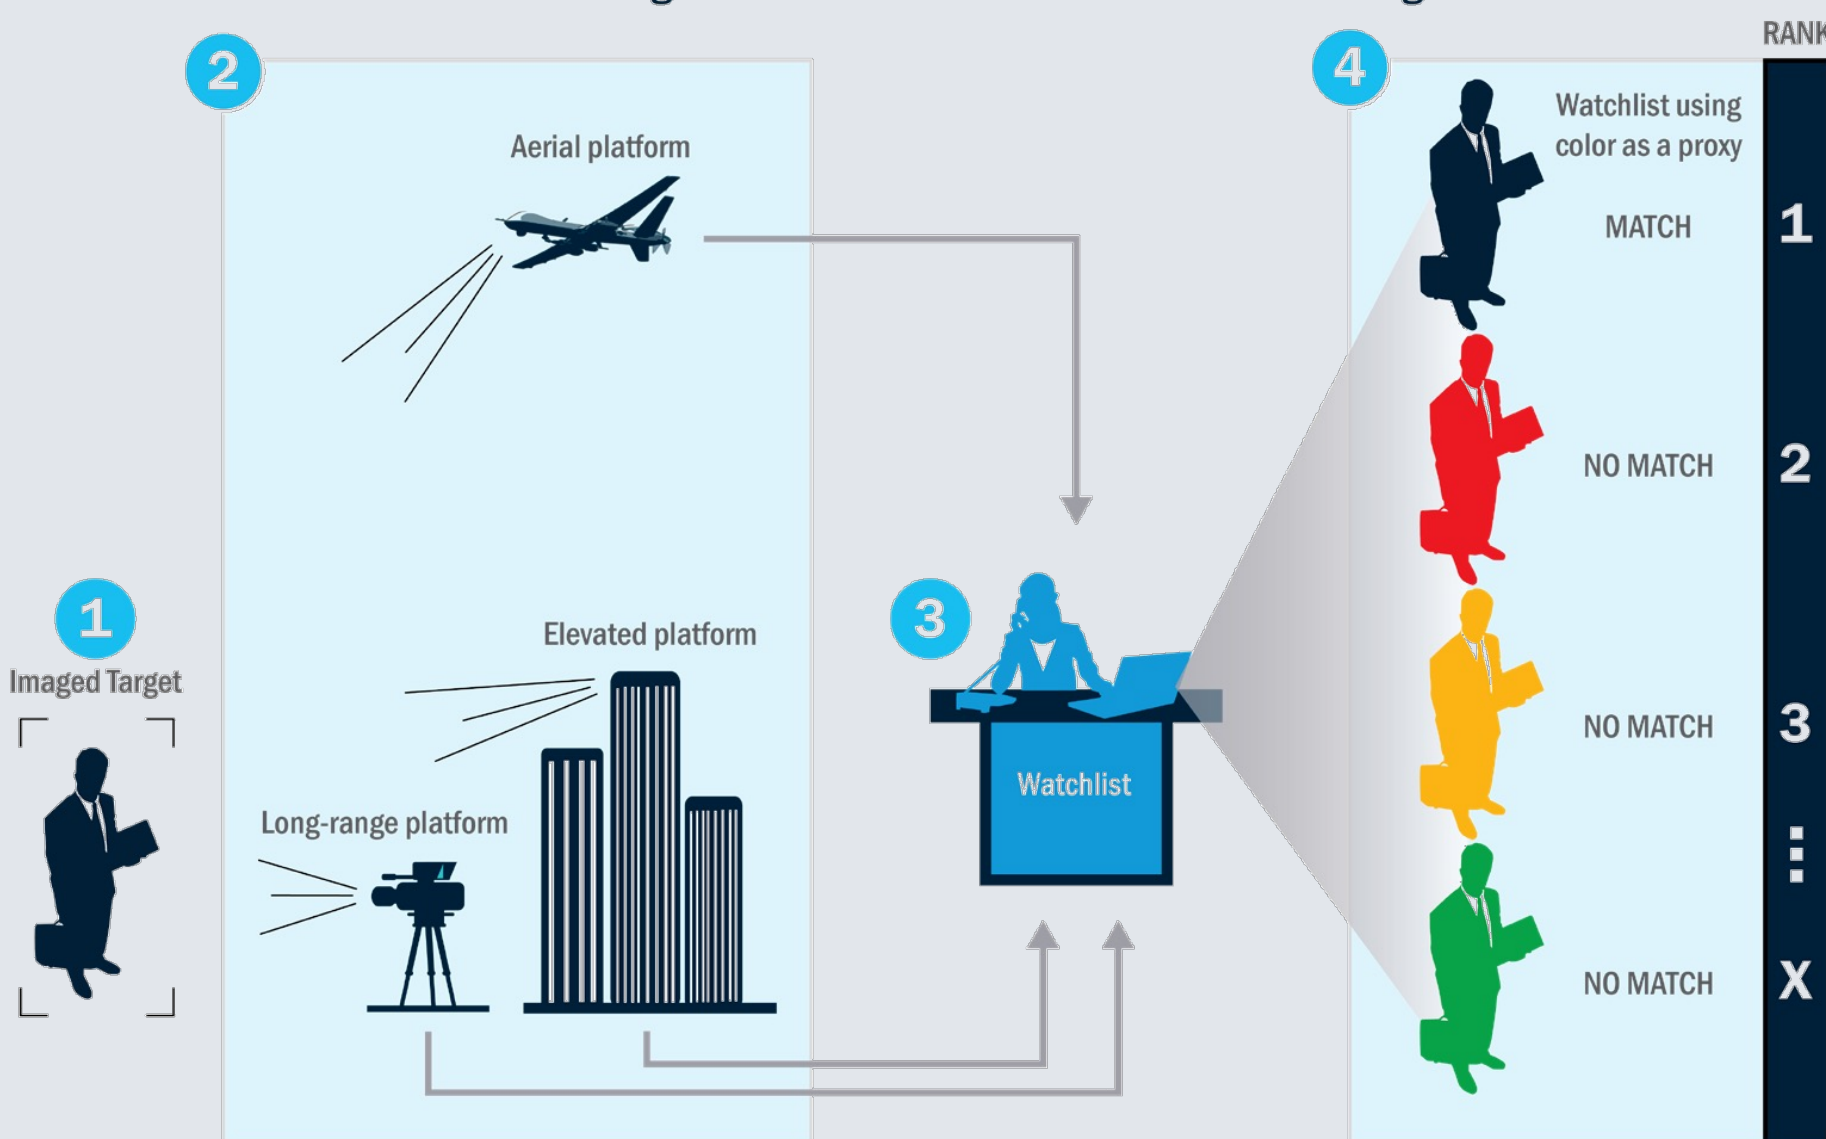 RANK
2
4
Watchlist using
color as a proxy
Aerial platform
MATCH
1
NO MATCH
2
1
Imaged Target
Elevated platform
3
Watchlist
NO MATCH
3
Long-range platform
NO MATCH
X